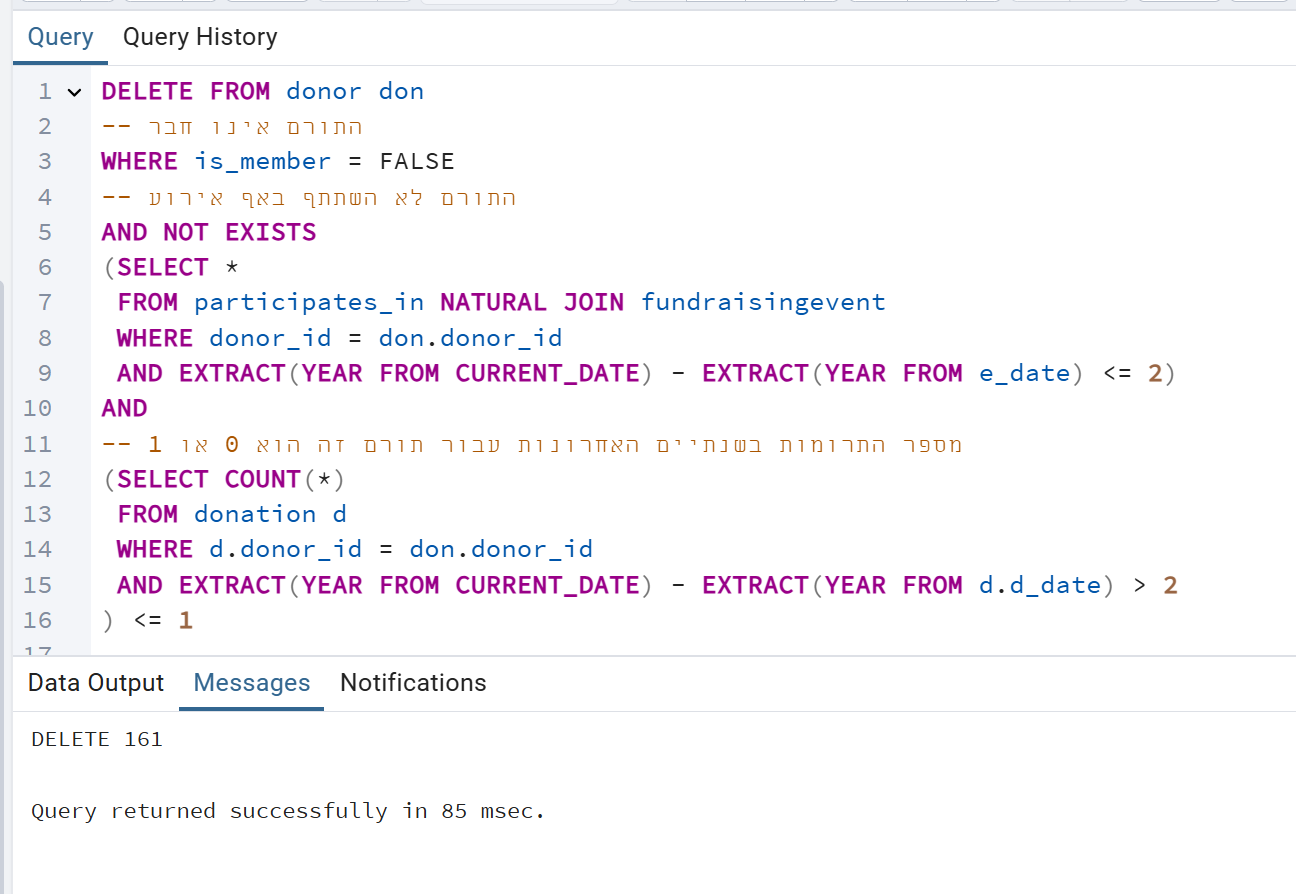 Query Query History
1 DELETE FROM donor don
2 -- התורם אינו חבר
3 WHERE is_member = FALSE
4 -- התורם לא השתתף באף אירוע
5 AND NOT EXISTS
6 (SELECT *
7 FROM participates_in NATURAL JOIN fundraisingevent
8 WHERE donor_id = don.donor_id
9 AND EXTRACT(YEAR FROM CURRENT_DATE) - EXTRACT(YEAR FROM e_date) <= 2)
10 AND
11 -- מספר התרומות בשנתיים האחרונות עבור תורם זה הוא 0 או 1
12 (SELECT COUNT(*)
13 FROM donation d
14 WHERE d.donor_id = don.donor_id
15 AND EXTRACT(YEAR FROM CURRENT_DATE) - EXTRACT(YEAR FROM d.d_date) > 2
16 ) <= 1
17
Data Output Messages Notifications
DELETE 161
Query returned successfully in 85 msec.